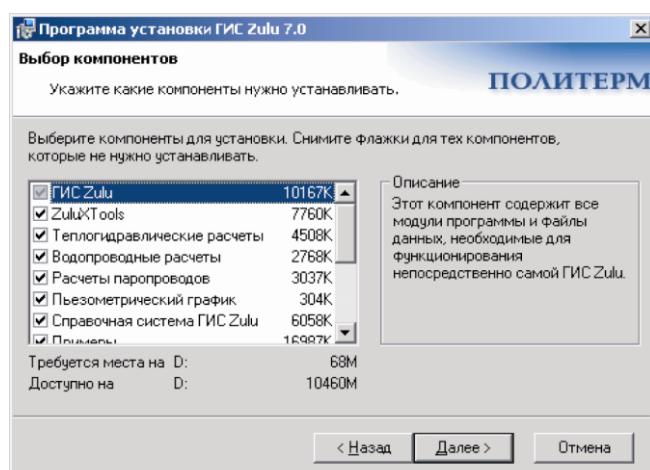 Программа установки ГИС Zulu 7.0
Выбор компонентов
Укажите какие компоненты нужно устанавливать.
ПОЛИТЕРМ
Выберите компоненты для установки. Снимите флажки для тех компонентов,
которые не нужно устанавливать.
ГИС Zulu 10167K
ZuluXTools 7760K
Теплогидравлические расчеты 4508K
Водопроводные расчеты 2768K
Расчеты паропроводов 3037K
Пьезометрический график 304K
Справочная система ГИС Zulu 6058K
Примеры 16987K
Описание
Этот компонент содержит все
модули программы и файлы
данных, необходимые для
функционирования
непосредственно самой ГИС Zulu.
Требуется места на D: 68M
Доступно на D: 10460M
< Назад
Далее >
Отмена